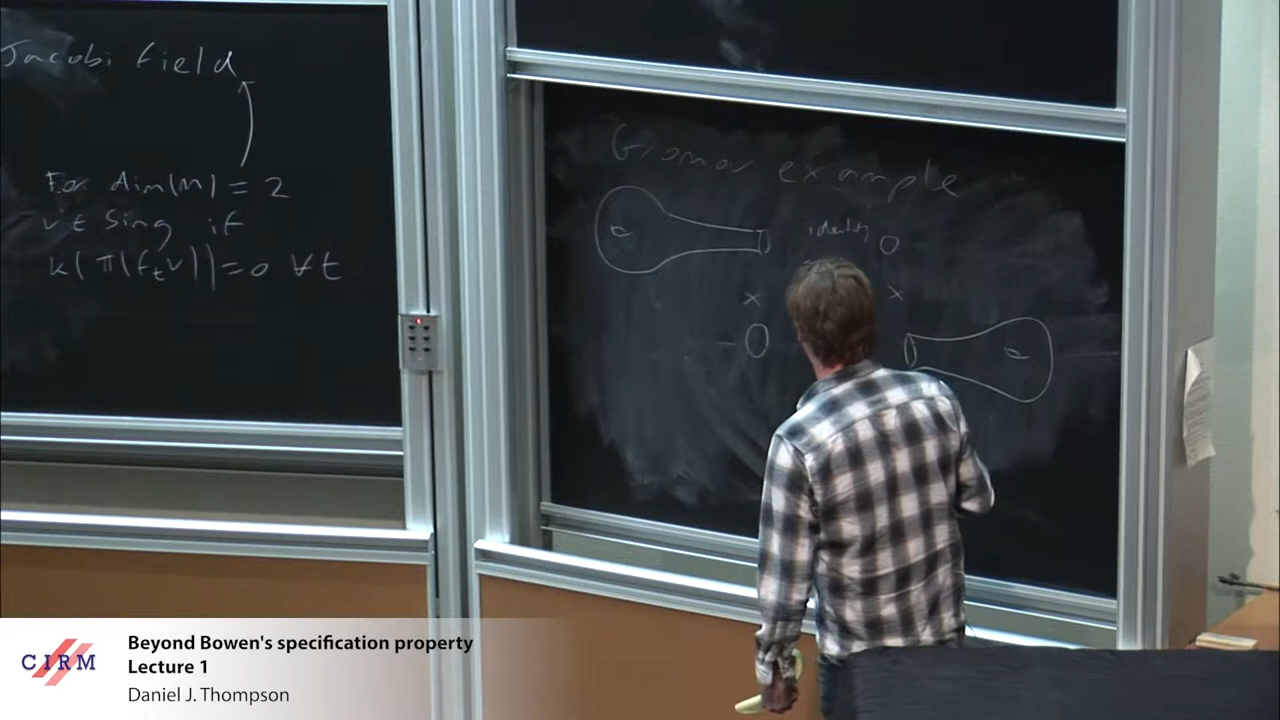 Jacobi field
For dim(M) = 2
v ∈ Sing if
k(π(f_t v)) = 0 ∀t
Gromov example
identity
x
x
CIRM
Beyond Bowen's specification property
Lecture 1
Daniel J. Thompson